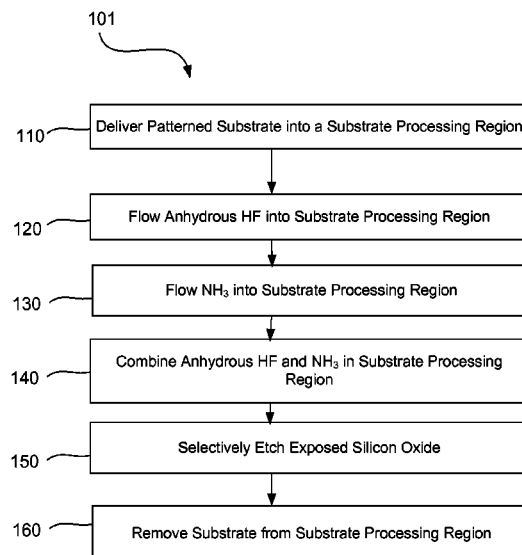 101
110
Deliver Patterned Substrate into a Substrate Processing Region
120
Flow Anhydrous HF into Substrate Processing Region
130
Flow NH₃ into Substrate Processing Region
140
Combine Anhydrous HF and NH₃ in Substrate Processing
Region
150
Selectively Etch Exposed Silicon Oxide
160
Remove Substrate from Substrate Processing Region